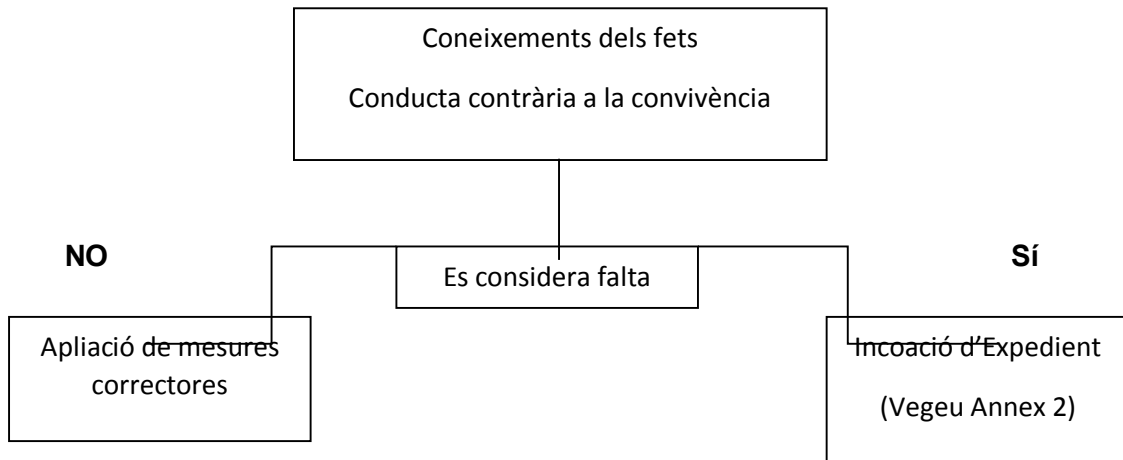 Coneixements dels fets
Conducta contrària a la convivència
NO
Sí
Es considera falta
Apliació de mesures
correctores
Incoació d’Expedient
(Vegeu Annex 2)